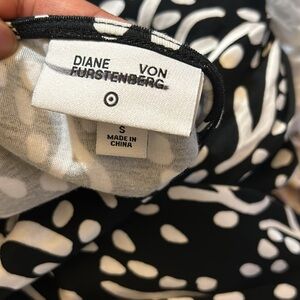 DIANE VON
FURSTENBERG
S
MADE IN
CHINA